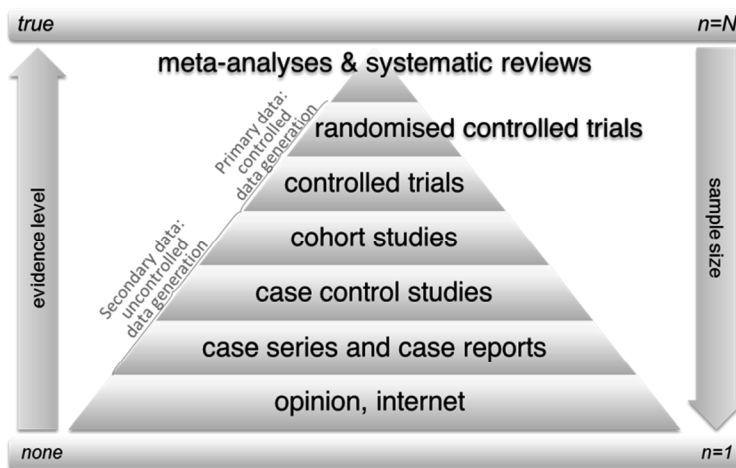 true
n=N
meta-analyses & systematic reviews
randomised controlled trials
controlled trials
cohort studies
case control studies
case series and case reports
opinion, internet
Primary data:
controlled
data generation
Secondary data:
uncontrolled
data generation
evidence level
sample size
none
n=1